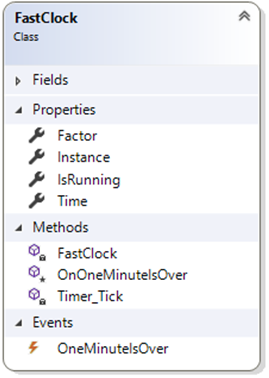 FastClock
Class
Fields
Properties
Factor
Instance
IsRunning
Time
Methods
FastClock
OnOneMinuteIsOver
Timer_Tick
Events
OneMinuteIsOver